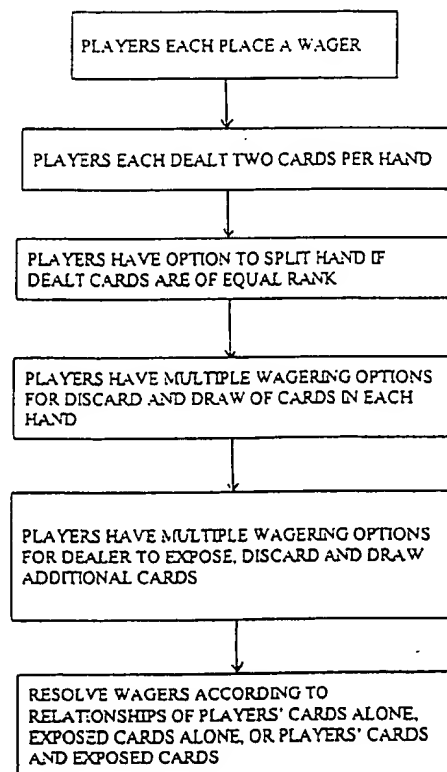 PLAYERS EACH PLACE A WAGER
PLAYERS EACH DEALT TWO CARDS PER HAND
PLAYERS HAVE OPTION TO SPLIT HAND IF
DEALT CARDS ARE OF EQUAL RANK
PLAYERS HAVE MULTIPLE WAGERING OPTIONS
FOR DISCARD AND DRAW OF CARDS IN EACH
HAND
PLAYERS HAVE MULTIPLE WAGERING OPTIONS
FOR DEALER TO EXPOSE, DISCARD AND DRAW
ADDITIONAL CARDS
RESOLVE WAGERS ACCORDING TO
RELATIONSHIPS OF PLAYERS' CARDS ALONE,
EXPOSED CARDS ALONE, OR PLAYERS' CARDS
AND EXPOSED CARDS